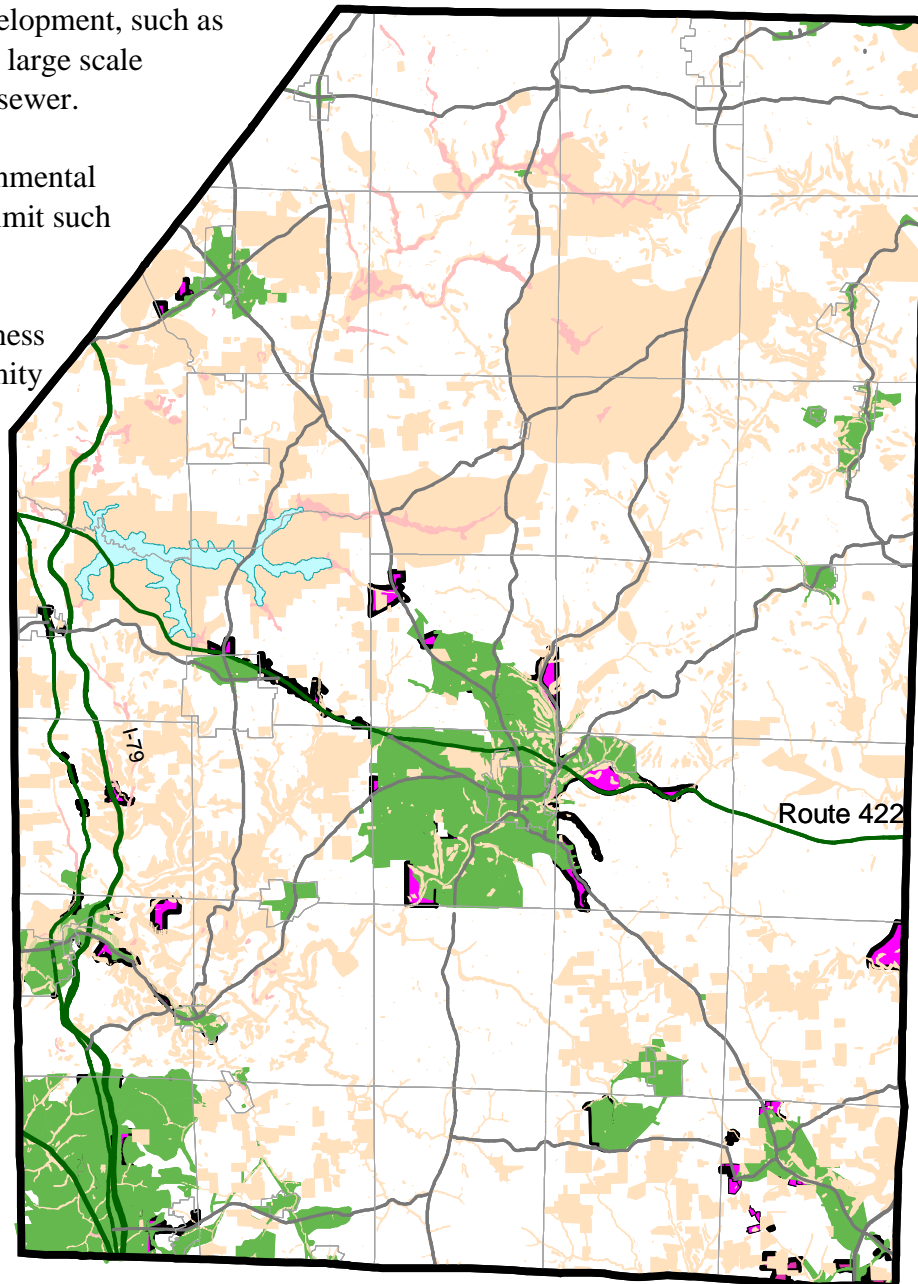 elopment, such as
large scale
sewer.
nmental
mit such
ness
nity
I-79
Route 422